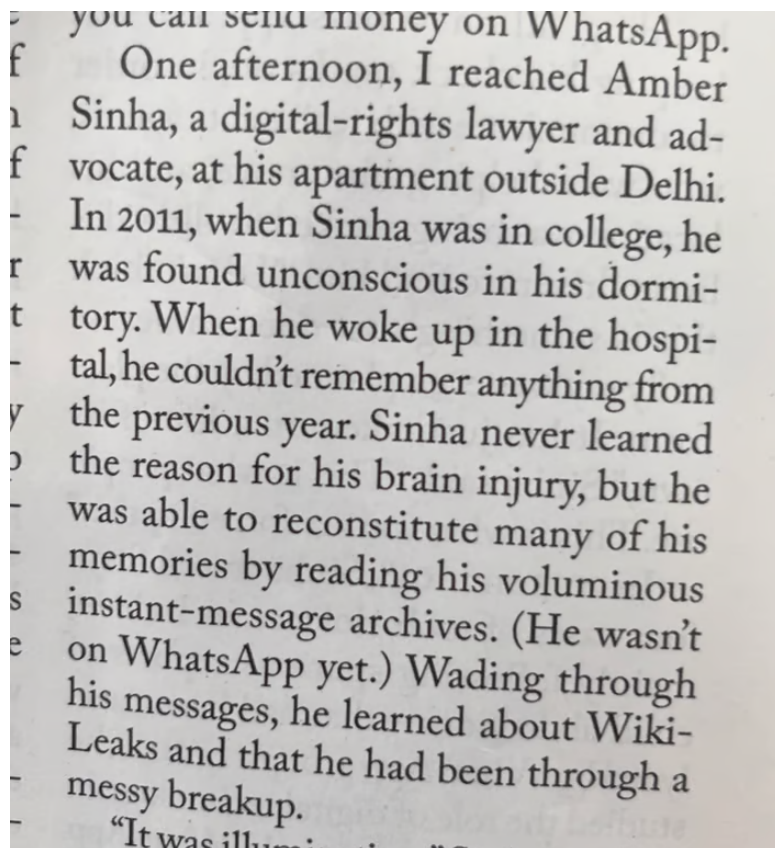 you can send money on WhatsApp.
One afternoon, I reached Amber
Sinha, a digital-rights lawyer and ad-
vocate, at his apartment outside Delhi.
In 2011, when Sinha was in college, he
was found unconscious in his dormi-
tory. When he woke up in the hospi-
tal, he couldn't remember anything from
the previous year. Sinha never learned
the reason for his brain injury, but he
was able to reconstitute many of his
memories by reading his voluminous
instant-message archives. (He wasn't
on WhatsApp yet.) Wading through
his messages, he learned about Wiki-
Leaks and that he had been through a
messy breakup.
"It was